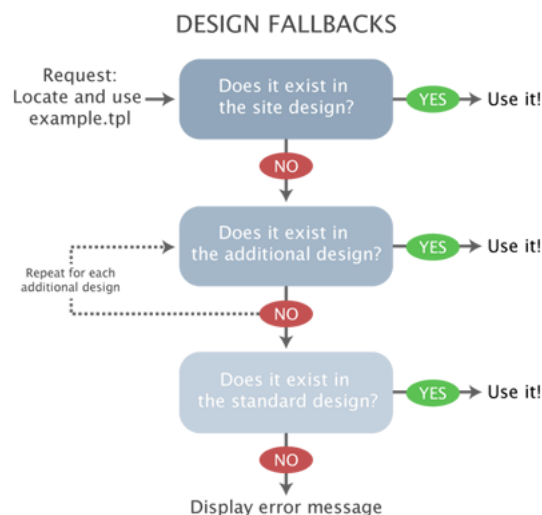 DESIGN FALLBACKS
Request:
Locate and use
example.tpl
Does it exist in
the site design?
YES
Use it!
NO
Does it exist in
the additional design?
YES
Use it!
Repeat for each
additional design
NO
Does it exist in
the standard design?
YES
Use it!
NO
Display error message